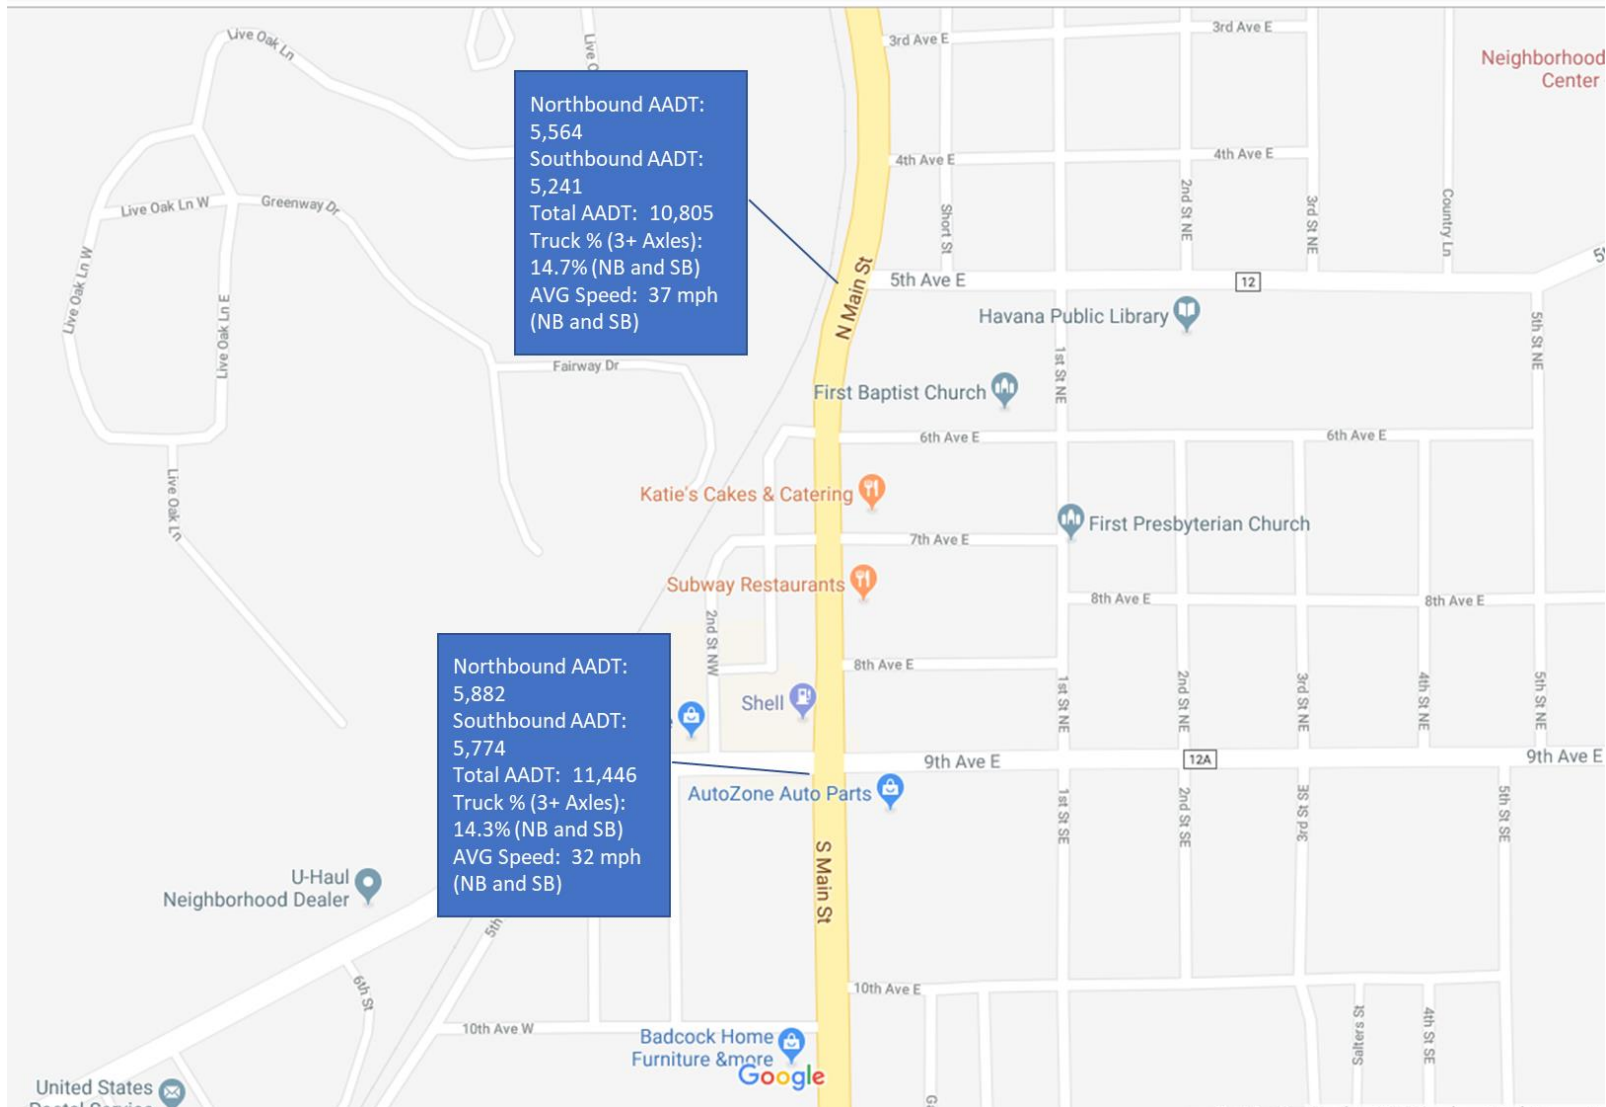 Live Oak Ln
Live O
3rd Ave E
3rd Ave E
Neighborhood
Center
Northbound AADT:
5,564
Southbound AADT:
5,241
Total AADT:  10,805
Truck % (3+ Axles):
14.7% (NB and SB)
AVG Speed:  37 mph
(NB and SB)
4th Ave E
4th Ave E
Live Oak Ln W
Greenway Dr
Short St
2nd St NE
3rd St NE
Country Ln
Live Oak Ln W
Live Oak Ln E
N Main St
5th Ave E
12
Havana Public Library
5th St NE
1st St NE
Fairway Dr
First Baptist Church
6th Ave E
6th Ave E
Live Oak Ln
Katie's Cakes & Catering
First Presbyterian Church
7th Ave E
Subway Restaurants
8th Ave E
8th Ave E
2nd St NW
Northbound AADT:
5,882
Southbound AADT:
5,774
Total AADT:  11,446
Truck % (3+ Axles):
14.3% (NB and SB)
AVG Speed:  32 mph
(NB and SB)
8th Ave E
Shell
1st St NE
2nd St NE
3rd St NE
4th St NE
5th St NE
9th Ave E
12A
9th Ave E
AutoZone Auto Parts
1st St SE
2nd St SE
3rd St SE
5th St SE
S Main St
U-Haul
Neighborhood Dealer
5th
6th St
10th Ave E
10th Ave W
Salters St
4th St SE
Badcock Home
Furniture &more
Google
United States
Postal Service